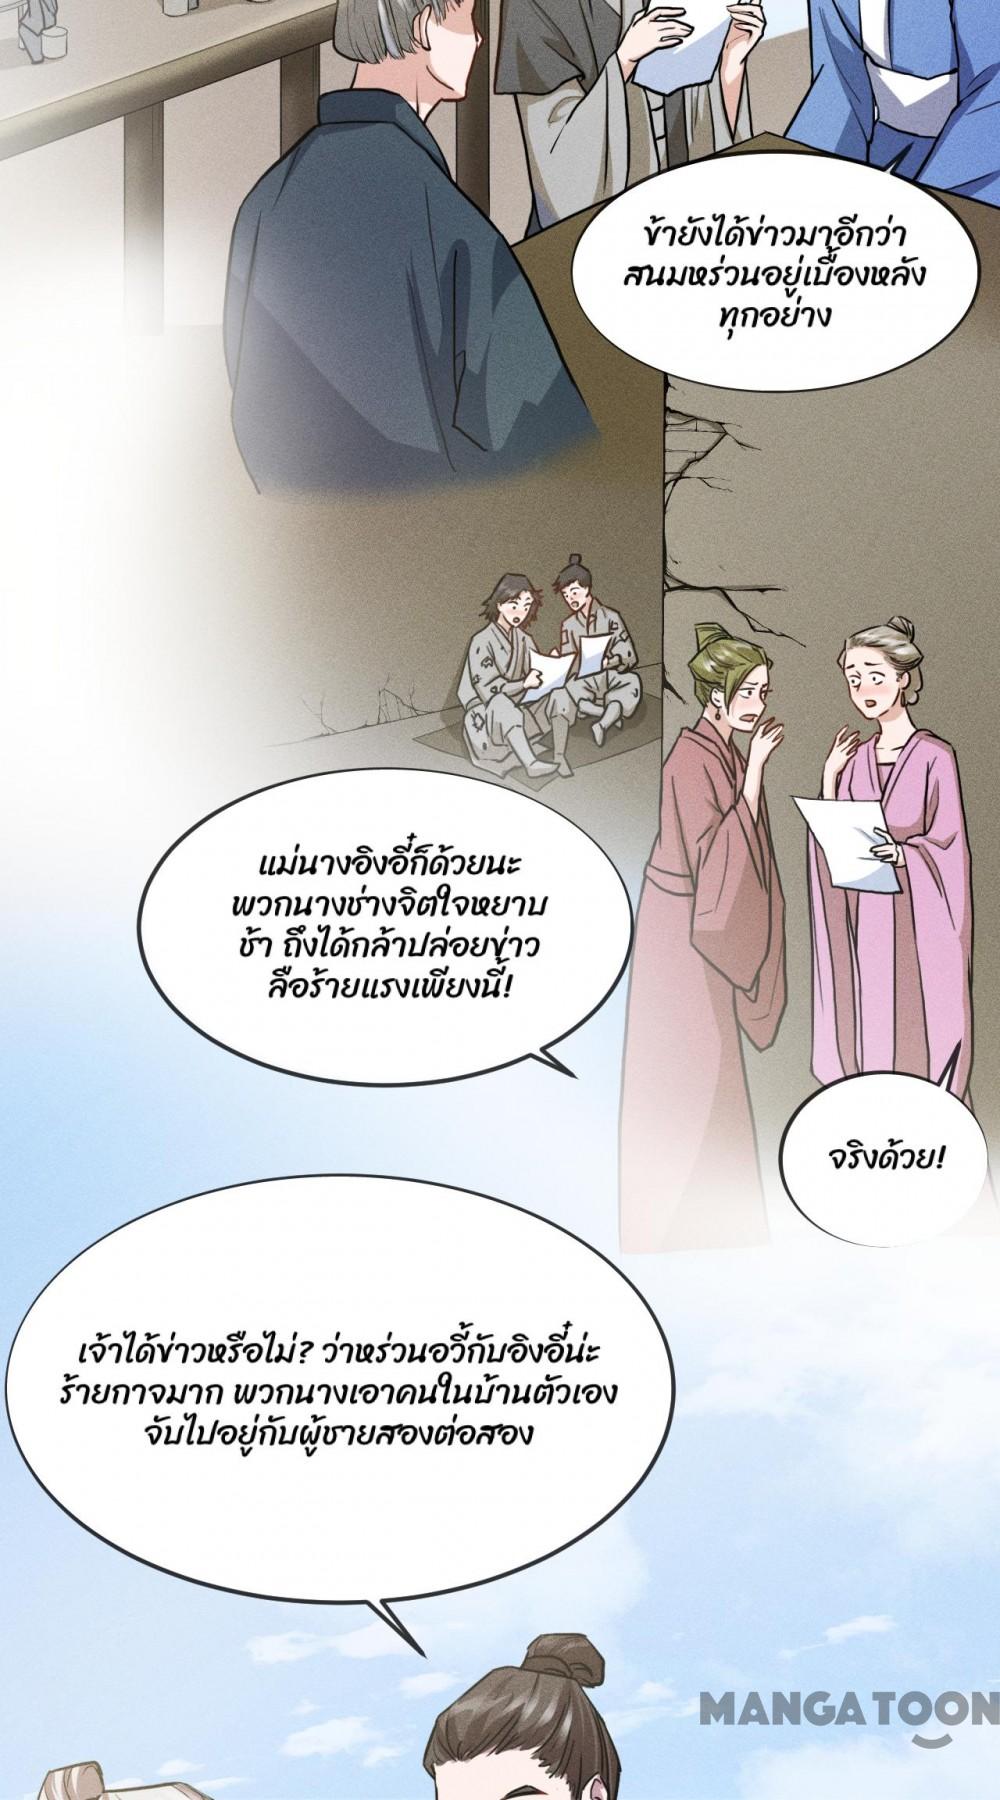 ข้ายังได้ข่าวมาอีกว่า
สนมหร่วนอยู่เบื้องหลัง
ทุกอย่าง
แม่นางอิงอี๋ก็ด้วยนะ
พวกนางช่างจิตใจหยาบ
ช้า ถึงได้กล้าปล่อยข่าว
ลือร้ายแรงเพียงนี้!
จริงด้วย!
เจ้าได้ข่าวหรือไม่? ว่าหร่วนอวี้กับอิงอี๋น่ะ
ร้ายกาจมาก พวกนางเอาคนในบ้านตัวเอง
จับไปอยู่กับผู้ชายสองต่อสอง
MANGATOON